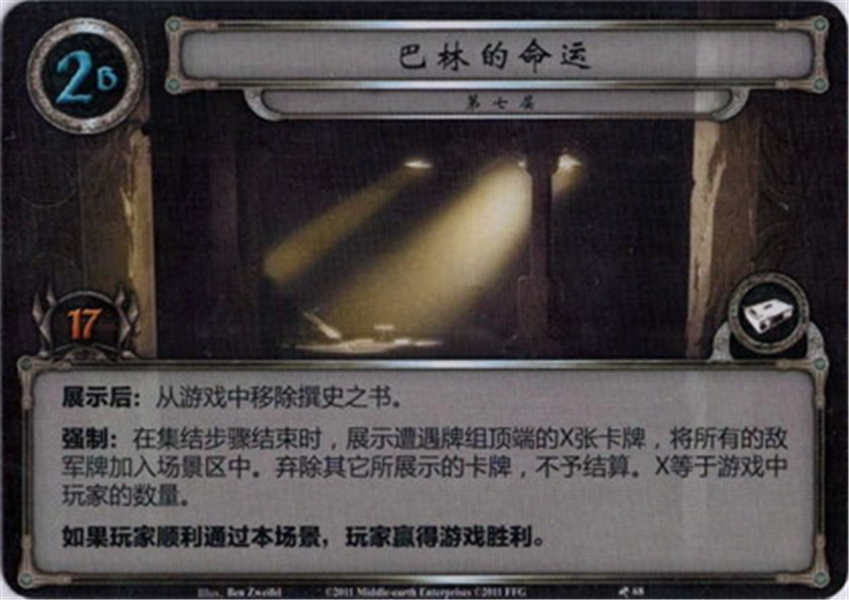 2B
巴林的命运
第七层
17
展示后：从游戏中移除撰史之书。
强制：在集结步骤结束时，展示遭遇牌组顶端的X张卡牌，将所有的敌
军牌加入场景区中。弃除其它所展示的卡牌，不予结算。X等于游戏中
玩家的数量。
如果玩家顺利通过本场景，玩家赢得游戏胜利。
Illus. Ben Zweifel ©2011 Middle-earth Enterprises ©2011 FFG 68